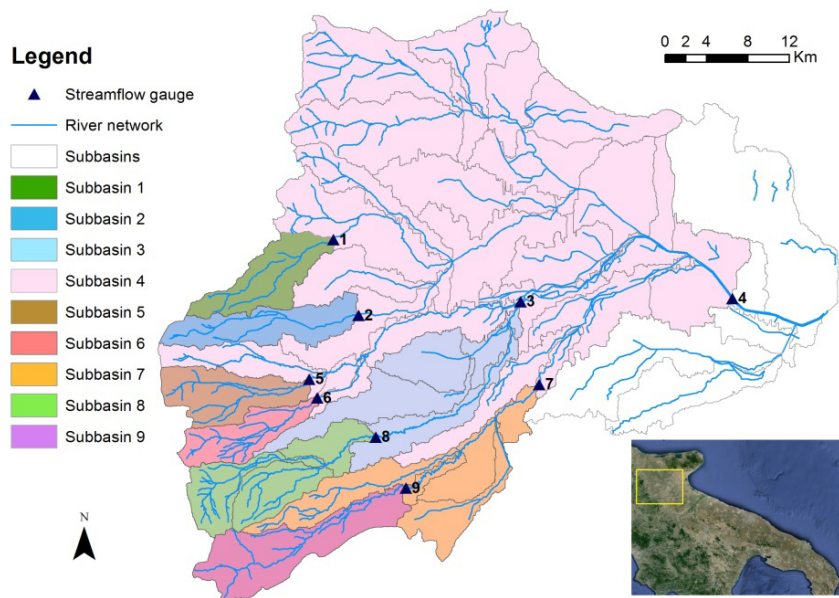 Legend
Streamflow gauge
River network
Subbasins
Subbasin 1
Subbasin 2
Subbasin 3
Subbasin 4
Subbasin 5
Subbasin 6
Subbasin 7
Subbasin 8
Subbasin 9
0 2 4 8 12
Km
1
2
3
4
5
6
7
8
9
N